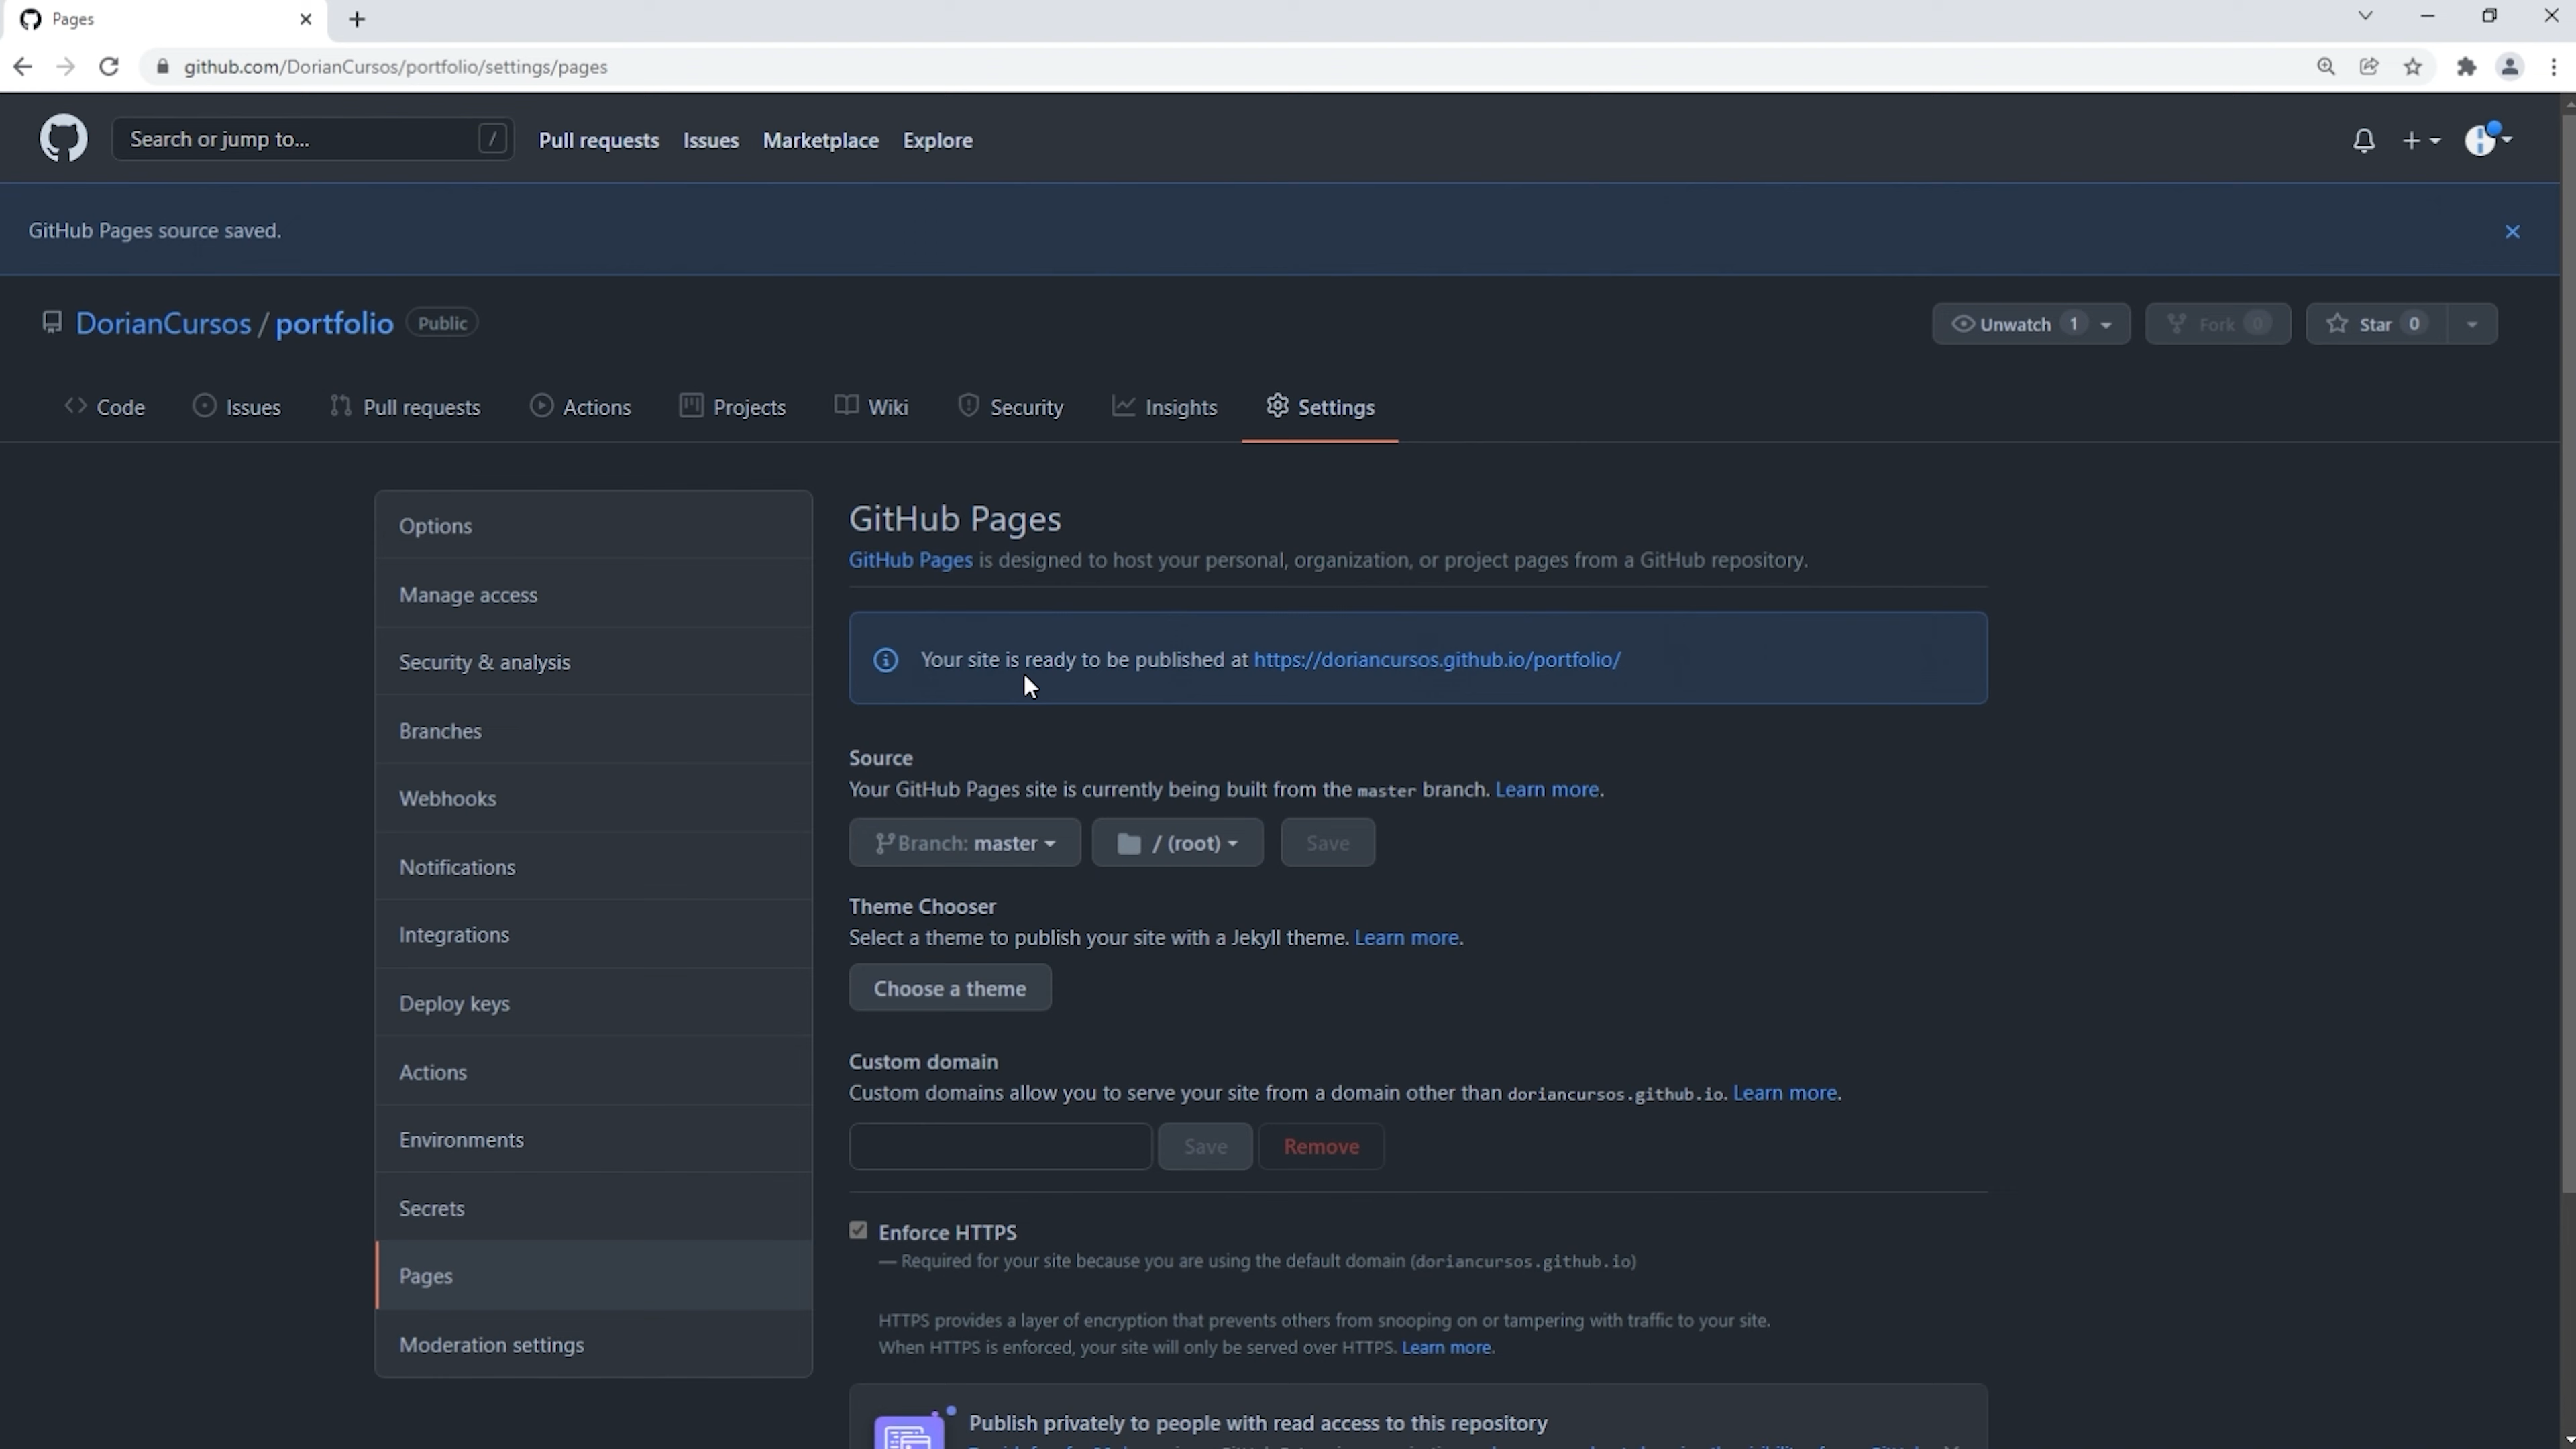 Pages
github.com/DorianCursos/portfolio/settings/pages
Search or jump to... /
Pull requests Issues Marketplace Explore
GitHub Pages source saved.
DorianCursos / portfolio Public
Unwatch 1 Fork 0 Star 0
Code Issues Pull requests Actions Projects Wiki Security Insights Settings
Options
Manage access
Security & analysis
Branches
Webhooks
Notifications
Integrations
Deploy keys
Actions
Environments
Secrets
Pages
Moderation settings
GitHub Pages
GitHub Pages is designed to host your personal, organization, or project pages from a GitHub repository.
Your site is ready to be published at https://doriancursos.github.io/portfolio/
Source
Your GitHub Pages site is currently being built from the master branch. Learn more.
Branch: master / (root) Save
Theme Chooser
Select a theme to publish your site with a Jekyll theme. Learn more.
Choose a theme
Custom domain
Custom domains allow you to serve your site from a domain other than doriancursos.github.io. Learn more.
Save Remove
Enforce HTTPS
— Required for your site because you are using the default domain (doriancursos.github.io)
HTTPS provides a layer of encryption that prevents others from snooping on or tampering with traffic to your site.
When HTTPS is enforced, your site will only be served over HTTPS. Learn more.
Publish privately to people with read access to this repository